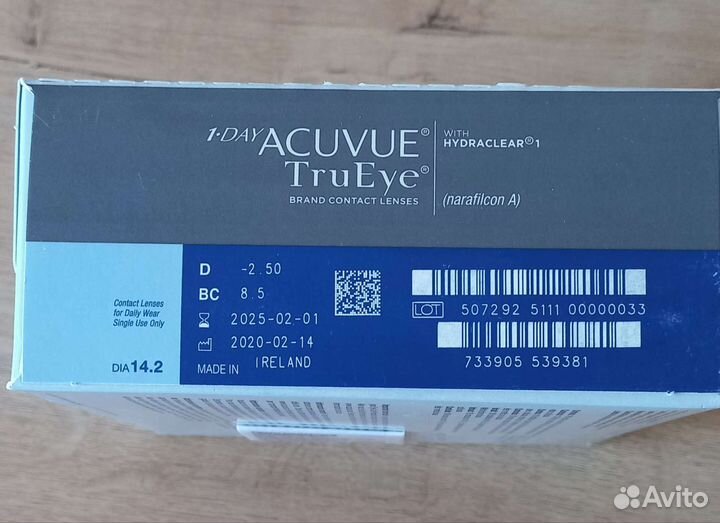 1·DAY ACUVUE® TruEye®
BRAND CONTACT LENSES
WITH
HYDRACLEAR® 1
(narafilcon A)
Contact Lenses
for Daily Wear
Single Use Only
DIA 14.2
D -2.50
BC 8.5
2025-02-01
2020-02-14
MADE IN IRELAND
LOT 507292 5111 00000033
733905 539381
Avito